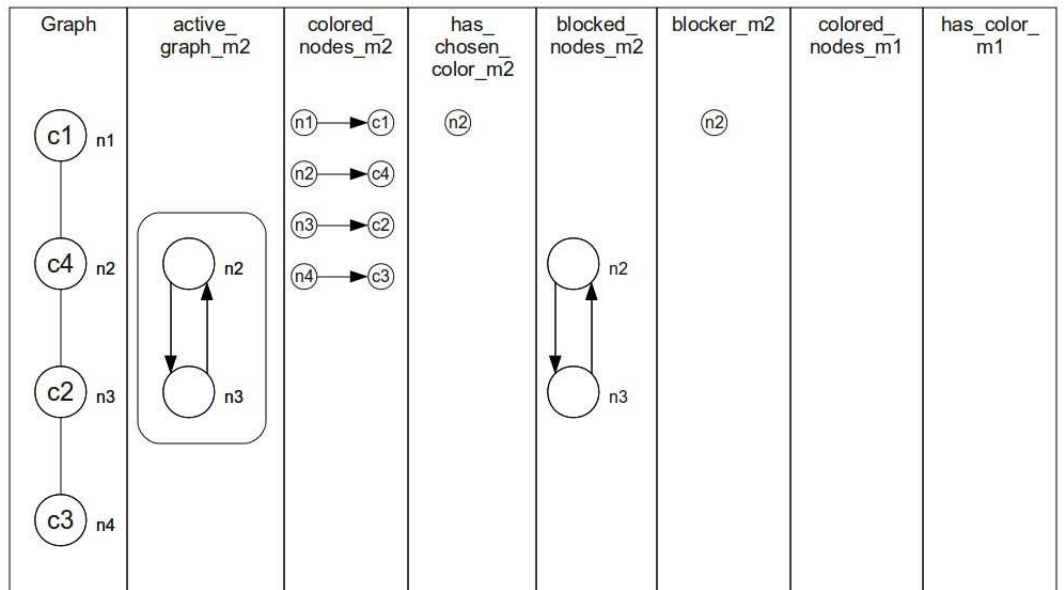 Graph
active_
graph_m2
colored_
nodes_m2
has_
chosen_
color_m2
blocked_
nodes_m2
blocker_m2
colored_
nodes_m1
has_color_
m1
c1 n1
c4 n2
c2 n3
c3 n4
n2
n3
n1 c1
n2 c4
n3 c2
n4 c3
n2
n2
n3
n2